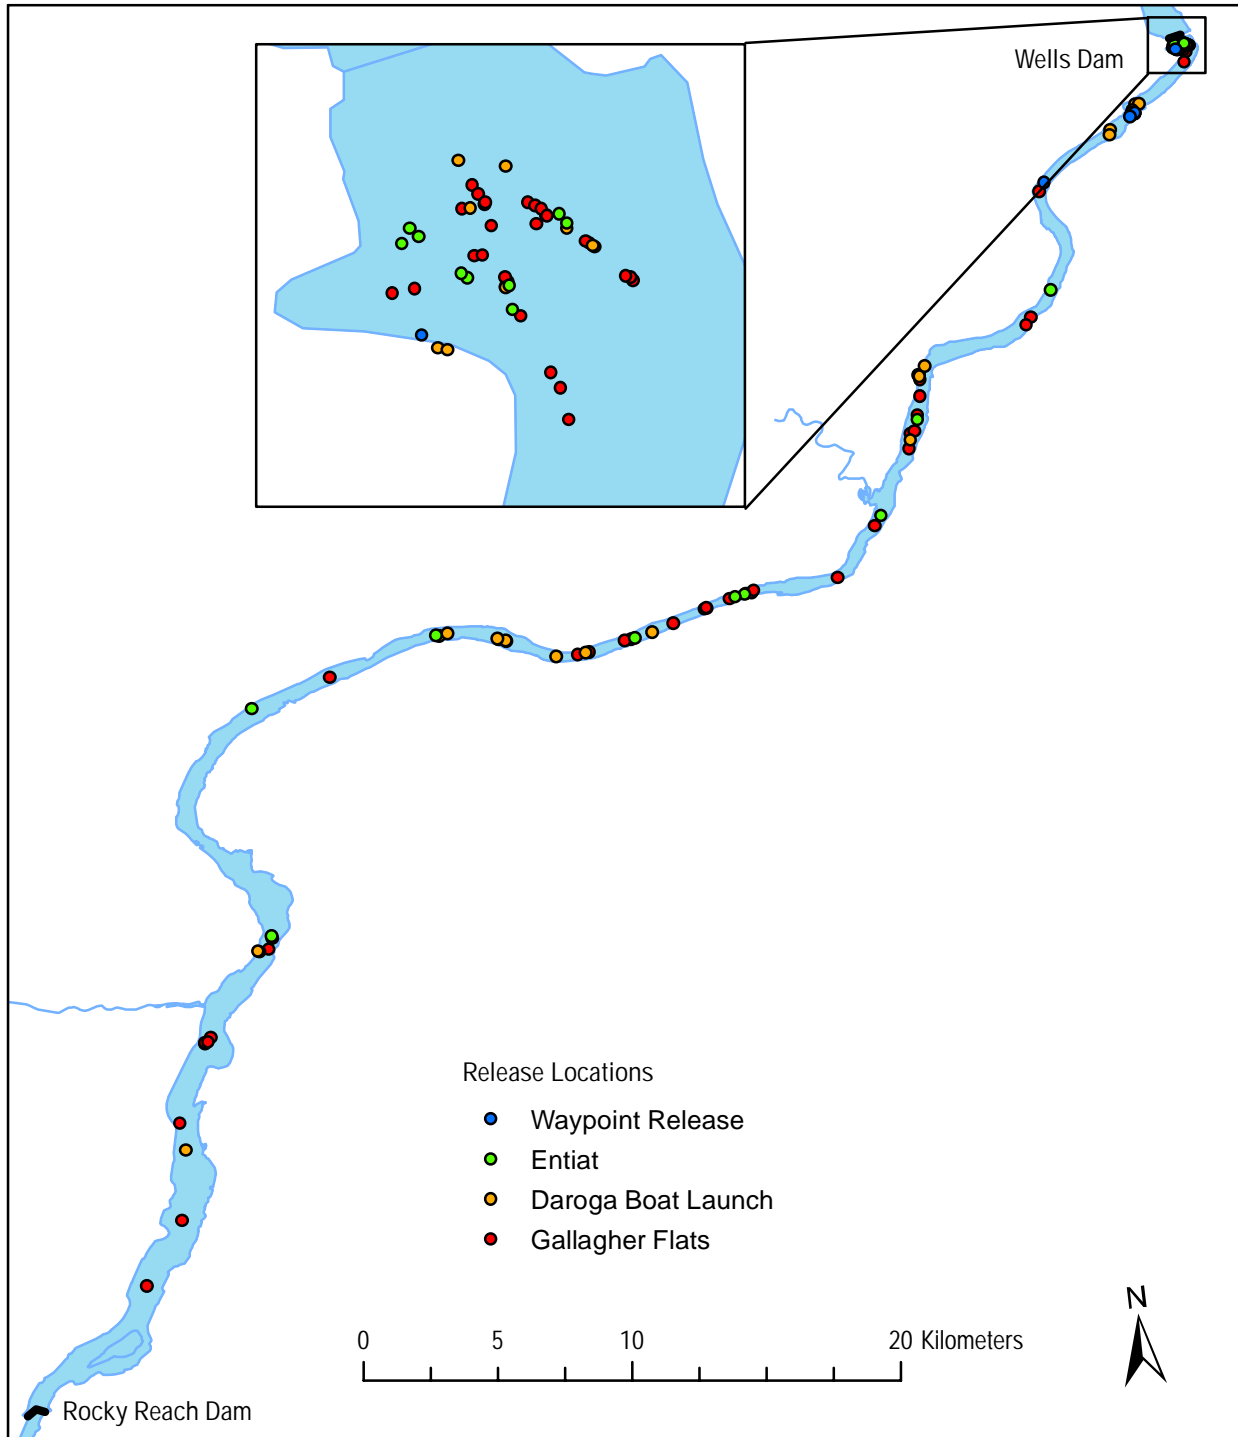 Wells Dam
Release Locations
Waypoint Release
Entiat
Daroga Boat Launch
Gallagher Flats
N
0 5 10 20 Kilometers
Rocky Reach Dam